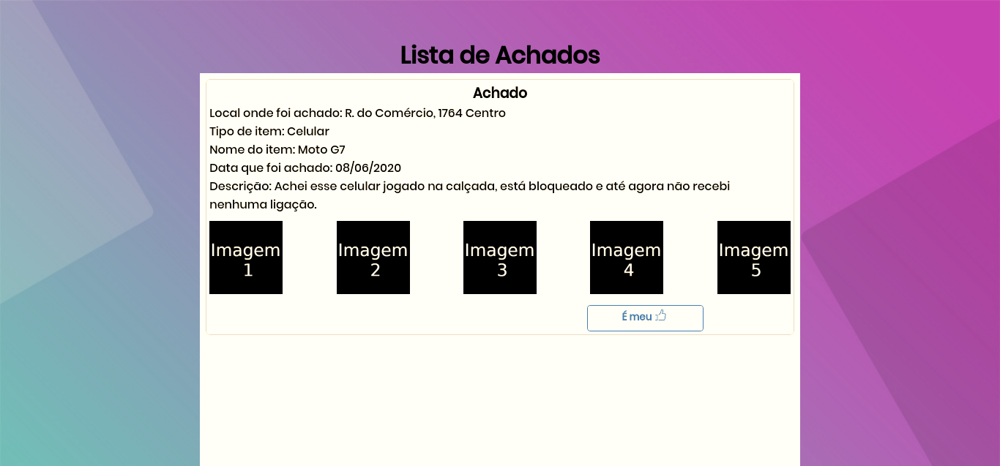 Lista de Achados
Achado
Local onde foi achado: R. do Comércio, 1764 Centro
Tipo de item: Celular
Nome do item: Moto G7
Data que foi achado: 08/06/2020
Descrição: Achei esse celular jogado na calçada, está bloqueado e até agora não recebi
nenhuma ligação.
Imagem Imagem Imagem Imagem Imagem
1 2 3 4 5
É meu